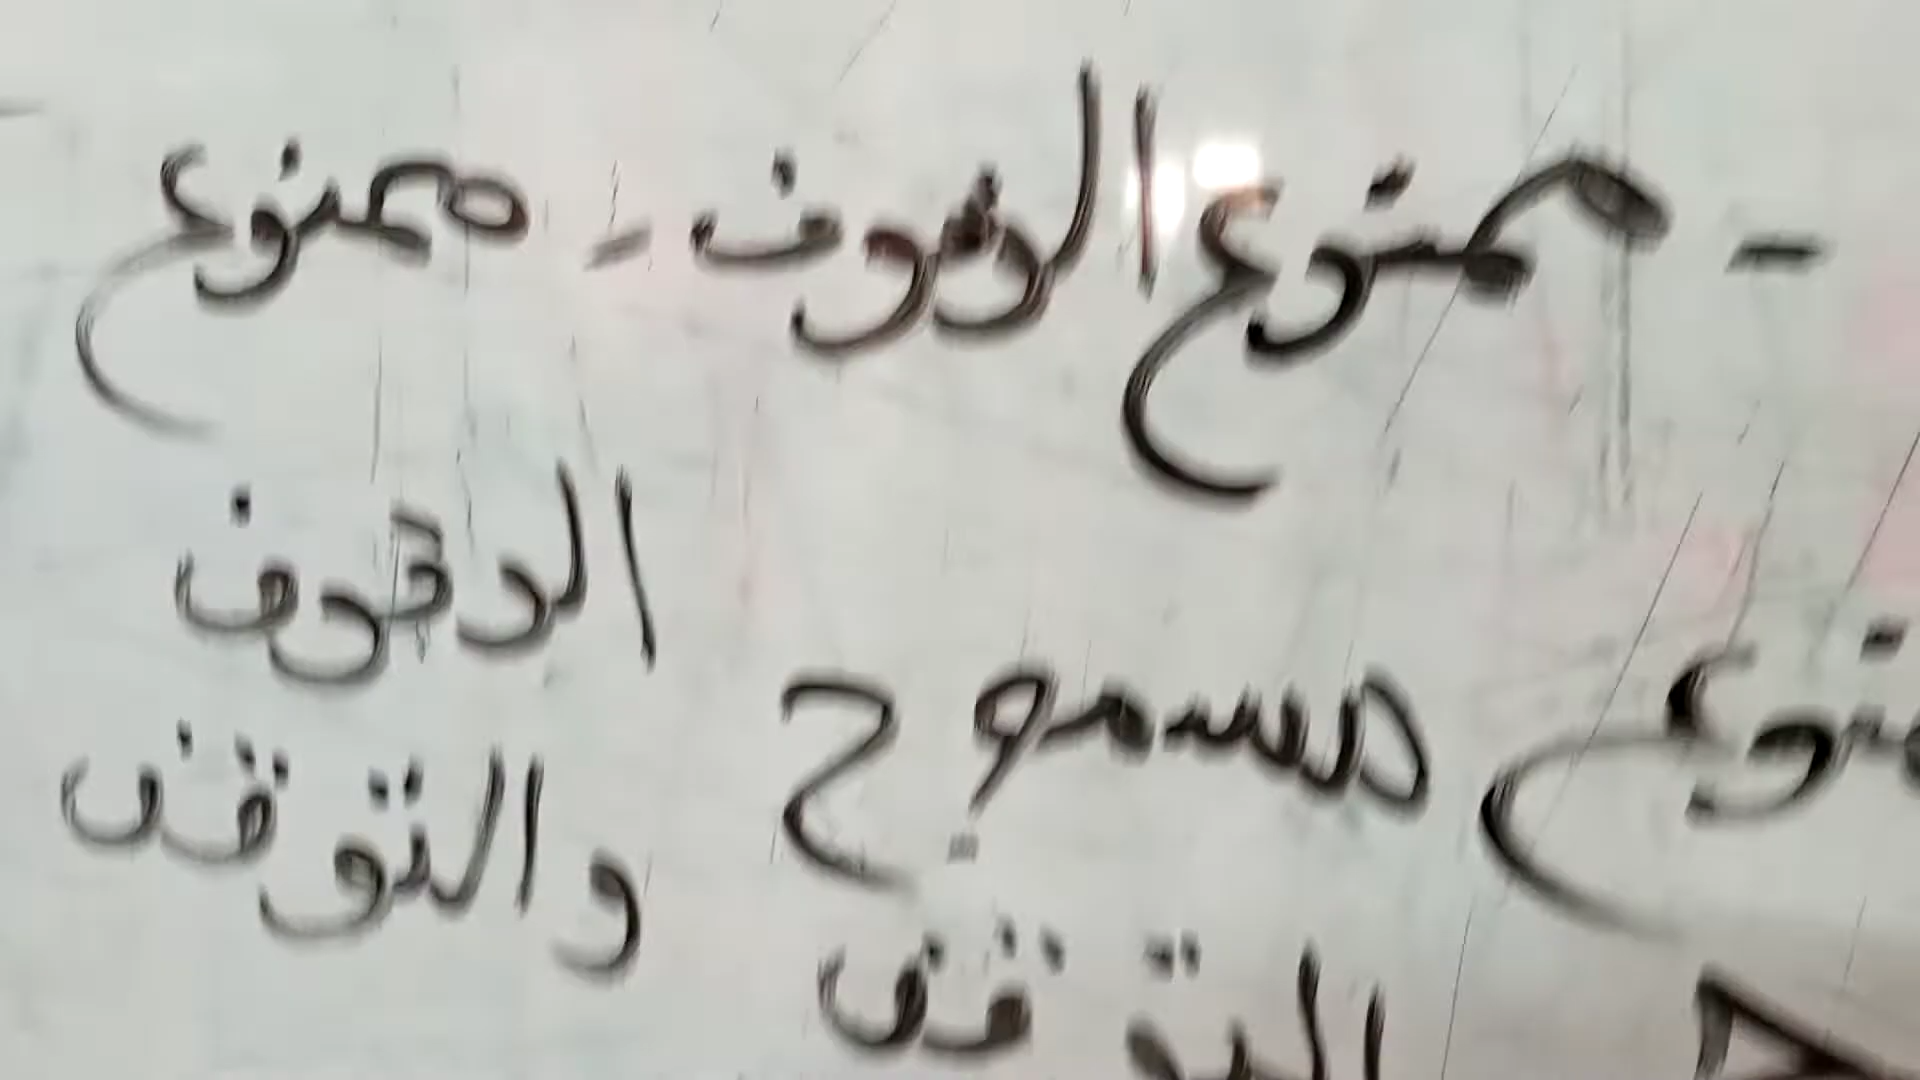 - ممنوع الوقوف - ممنوع
الوقوف
ممنوع مسموح
والتوقف
التوقف